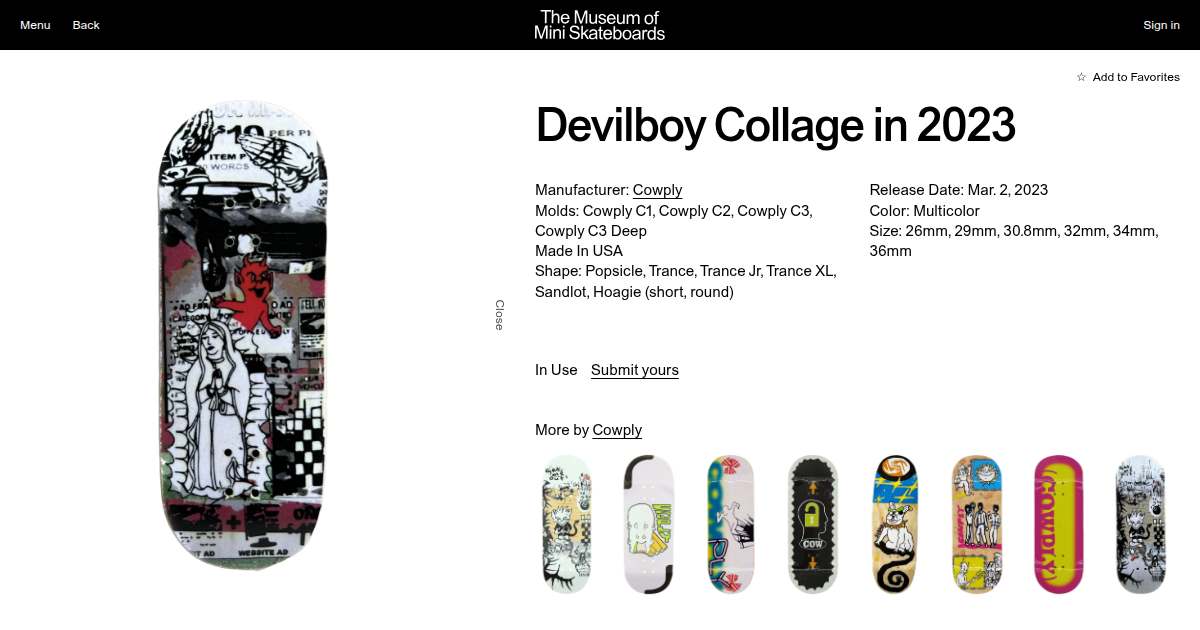 Menu
Back
The Museum of
Mini Skateboards
Sign in
☆ Add to Favorites
Devilboy Collage in 2023
Manufacturer: Cowply
Molds: Cowply C1, Cowply C2, Cowply C3,
Cowply C3 Deep
Made In USA
Shape: Popsicle, Trance, Trance Jr, Trance XL,
Sandlot, Hoagie (short, round)
Release Date: Mar. 2, 2023
Color: Multicolor
Size: 26mm, 29mm, 30.8mm, 32mm, 34mm,
36mm
Close
In Use
Submit yours
More by Cowply
$10 PER
ITEM
WORDS
WEBSITE AD
AD
COW
COWPLY